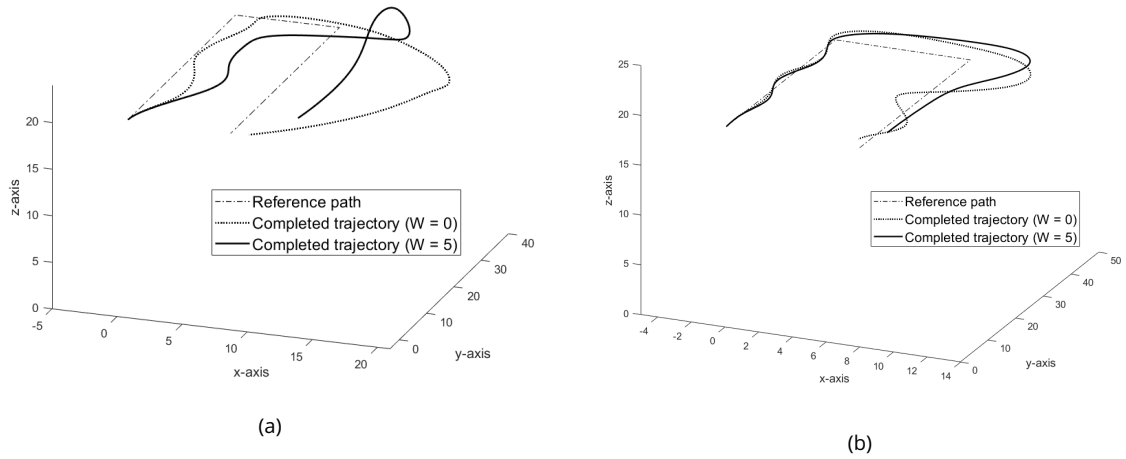 20
15
10
5
0
z-axis
-5
0
5
10
15
20
x-axis
0
10
20
30
40
y-axis
Reference path
Completed trajectory (W = 0)
Completed trajectory (W = 5)
(a)
25
20
15
10
5
0
z-axis
-4
-2
0
2
4
6
8
10
12
14
x-axis
0
10
20
30
40
50
y-axis
Reference path
Completed trajectory (W = 0)
Completed trajectory (W = 5)
(b)